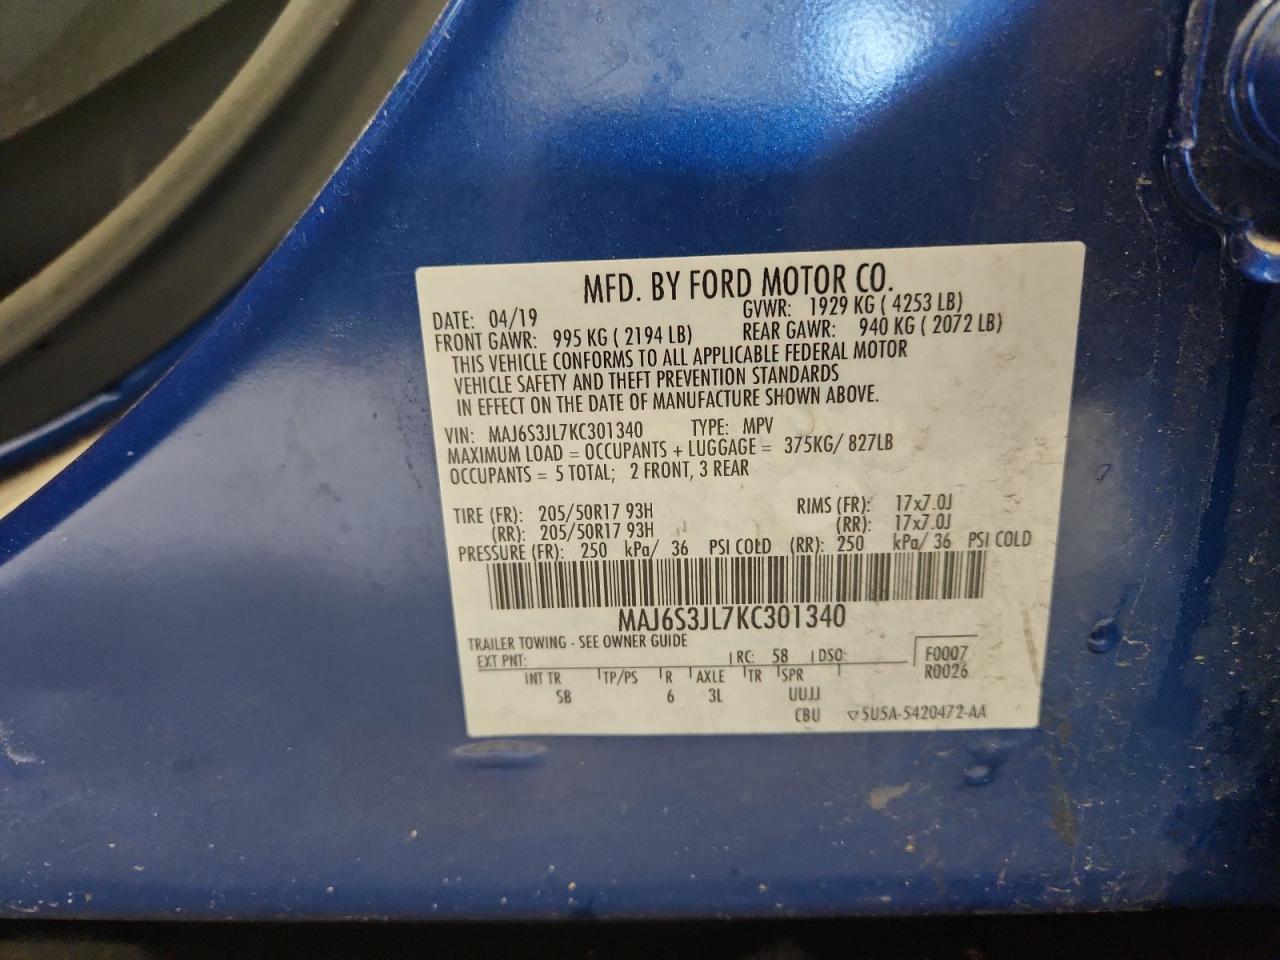 MFD. BY FORD MOTOR CO.
DATE: 04/19 GVWR: 1929 KG ( 4253 LB)
FRONT GAWR: 995 KG ( 2194 LB) REAR GAWR: 940 KG ( 2072 LB)
THIS VEHICLE CONFORMS TO ALL APPLICABLE FEDERAL MOTOR
VEHICLE SAFETY AND THEFT PREVENTION STANDARDS
IN EFFECT ON THE DATE OF MANUFACTURE SHOWN ABOVE.
VIN: MAJ6S3JL7KC301340 TYPE: MPV
MAXIMUM LOAD = OCCUPANTS + LUGGAGE = 375KG/ 827LB
OCCUPANTS = 5 TOTAL; 2 FRONT, 3 REAR
TIRE (FR): 205/50R17 93H RIMS (FR): 17x7.0J
(RR): 205/50R17 93H (RR): 17x7.0J
PRESSURE (FR): 250 kPa/ 36 PSI COLD (RR): 250 kPa/ 36 PSI COLD
MAJ6S3JL7KC301340
TRAILER TOWING - SEE OWNER GUIDE
EXT PNT: RC: 58 DSO: F0007
INT TR TP/PS R AXLE TR SPR R0026
SB 6 3L UUJJ
CBU ▽5U5A-5420472-AA